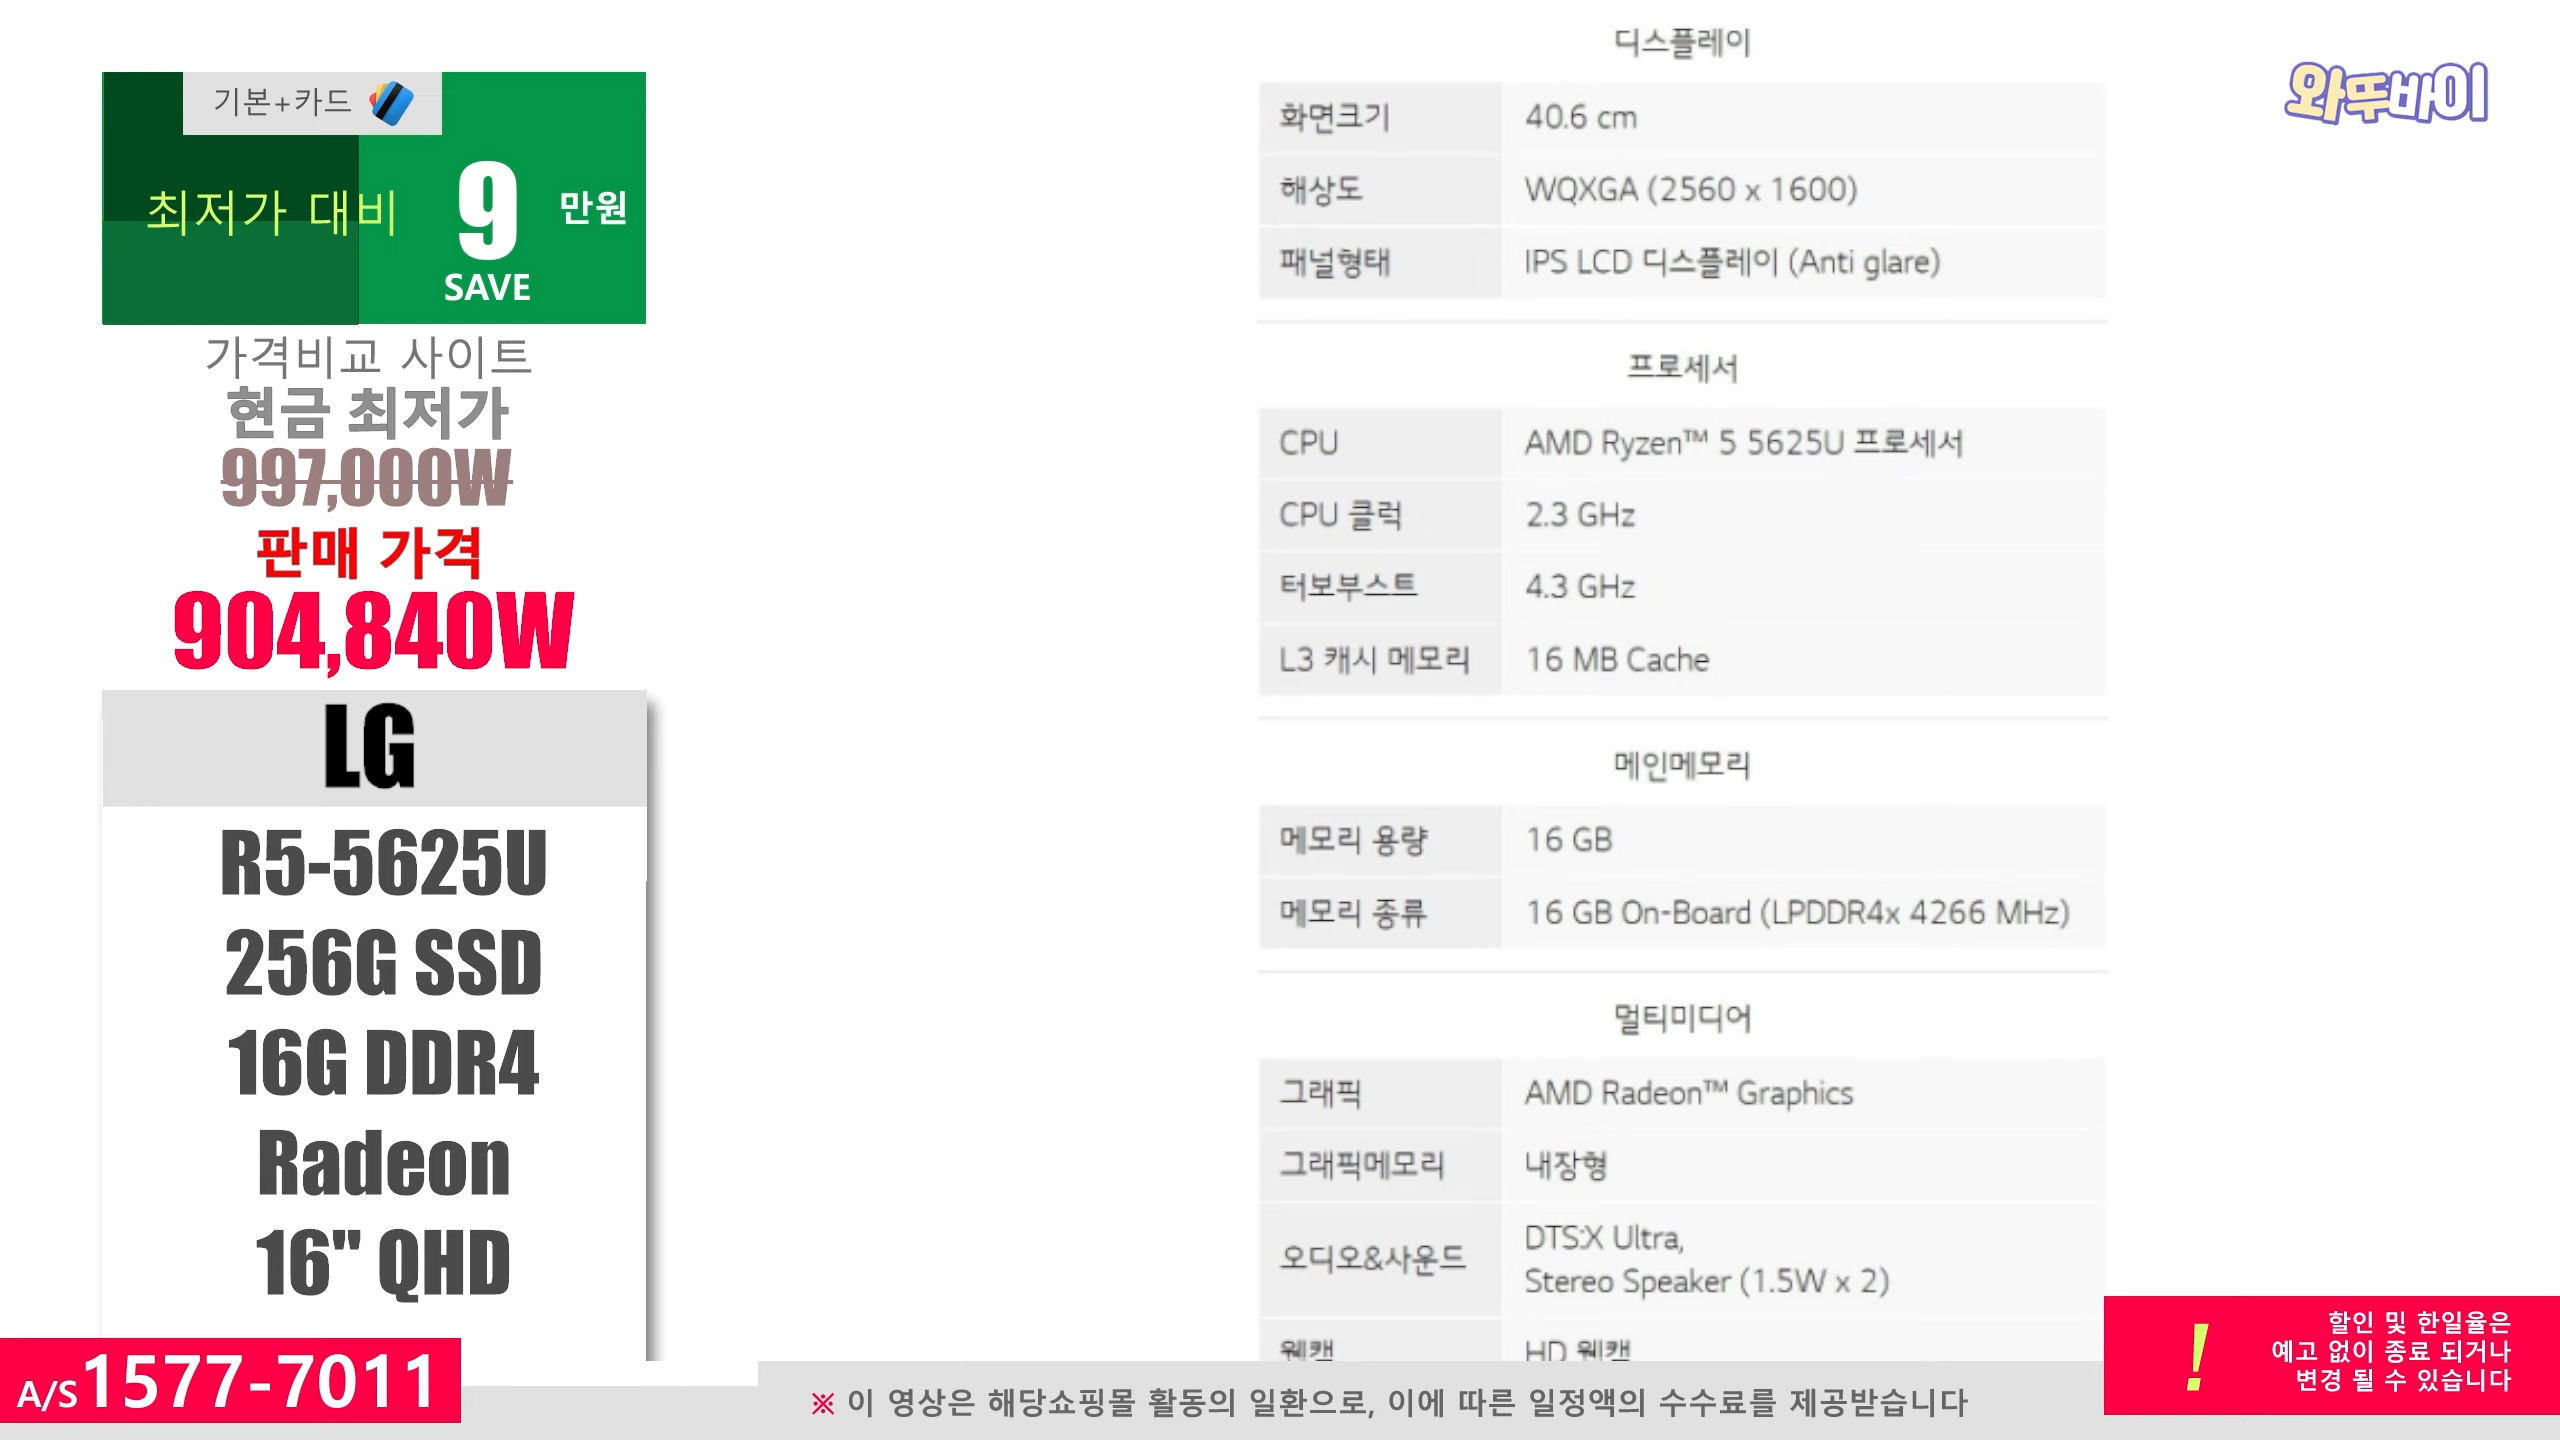 기본+카드
최저가 대비 9 만원
SAVE
가격비교 사이트
현금 최저가
997,000W
판매 가격
904,840W
LG
R5-5625U
256G SSD
16G DDR4
Radeon
16" QHD
A/S 1577-7011
디스플레이
화면크기 40.6 cm
해상도 WQXGA (2560 x 1600)
패널형태 IPS LCD 디스플레이 (Anti glare)
프로세서
CPU AMD Ryzen™ 5 5625U 프로세서
CPU 클럭 2.3 GHz
터보부스트 4.3 GHz
L3 캐시 메모리 16 MB Cache
메인메모리
메모리 용량 16 GB
메모리 종류 16 GB On-Board (LPDDR4x 4266 MHz)
멀티미디어
그래픽 AMD Radeon™ Graphics
그래픽메모리 내장형
오디오&사운드 DTS:X Ultra,
Stereo Speaker (1.5W x 2)
웹캠 HD 웹캠
와뚜바이
※ 이 영상은 해당쇼핑몰 활동의 일환으로, 이에 따른 일정액의 수수료를 제공받습니다
! 할인 및 한일율은
예고 없이 종료 되거나
변경 될 수 있습니다